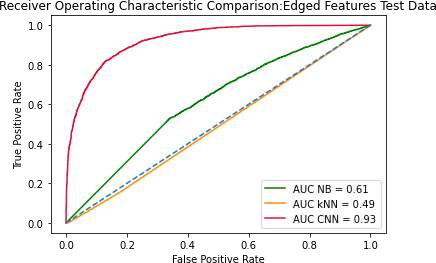 Receiver Operating Characteristic Comparison:Edged Features Test Data
True Positive Rate
1.0
0.8
0.6
0.4
0.2
0.0
AUC NB = 0.61
AUC kNN = 0.49
AUC CNN = 0.93
0.0 0.2 0.4 0.6 0.8 1.0
False Positive Rate